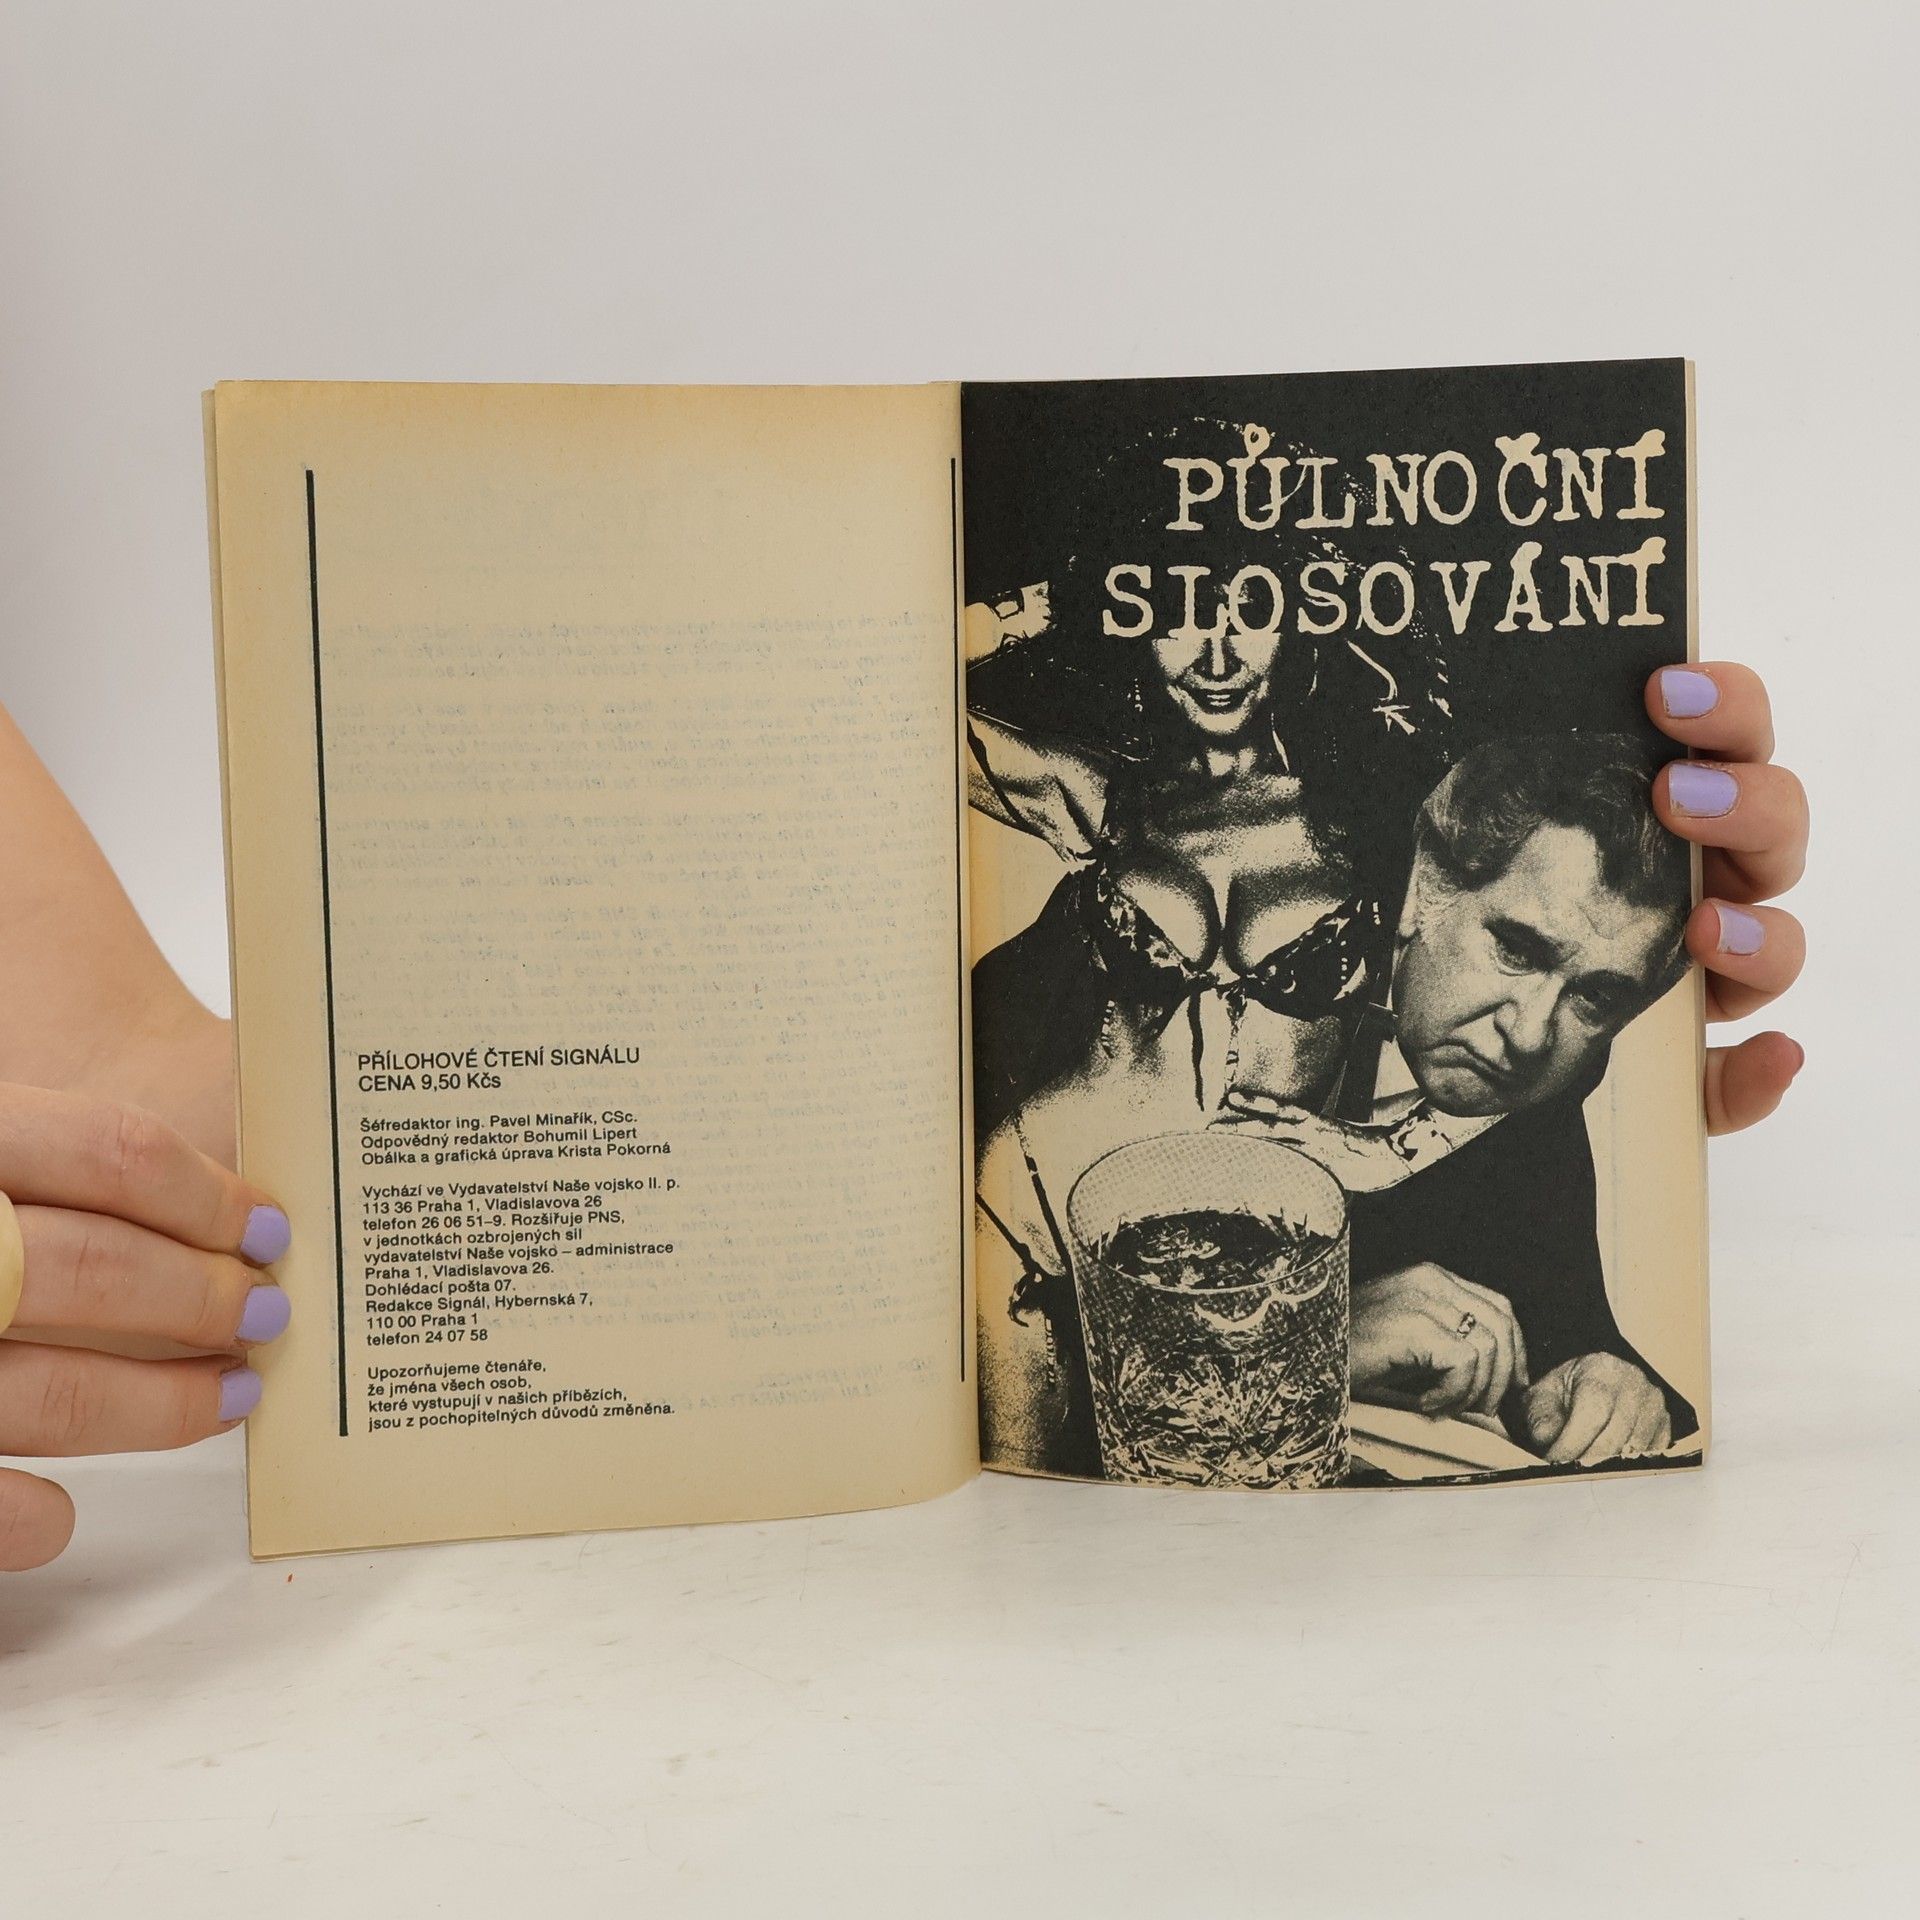 PŘÍLOHOVÉ ČTENÍ SIGNÁLU
CENA 9,50 Kčs
Šéfredaktor ing. Pavel Minařík, CSc.
Odpovědný redaktor Bohumil Lipert
Obálka a grafická úprava Krista Pokorná
Vychází ve Vydavatelství Naše vojsko II. p.
113 36 Praha 1, Vladislavova 26
telefon 26 06 51–9. Rozšiřuje PNS,
v jednotkách ozbrojených sil
vydavatelství Naše vojsko – administrace
Praha 1, Vladislavova 26.
Dohlédací pošta 07.
Redakce Signál, Hybernská 7,
110 00 Praha 1
telefon 24 07 58
Upozorňujeme čtenáře,
že jména všech osob,
které vystupují v našich příbězích,
jsou z pochopitelných důvodů změněna.
PŮLNOČNÍ
SLOSOVÁNÍ